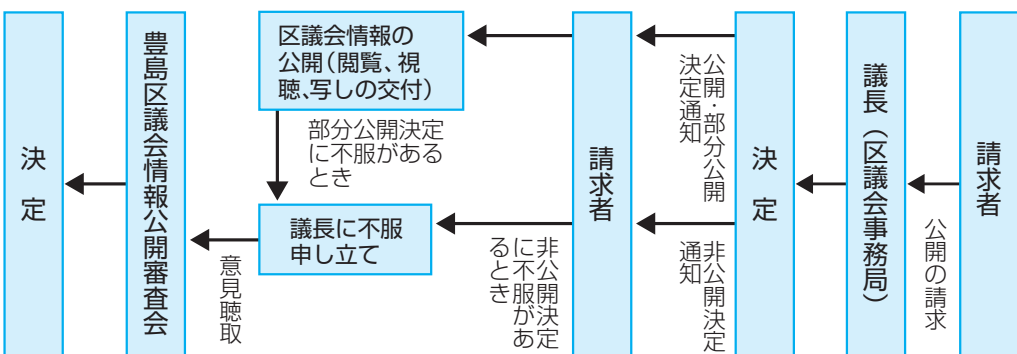 請求者
公開の請求
議長（区議会事務局）
決定
公開・部分公開
決定通知
非公開決定
通知
請求者
区議会情報の
公開（閲覧、視
聴、写しの交付）
部分公開決定
に不服がある
とき
非公開決定
に不服があ
るとき
議長に不服
申し立て
意見聴取
豊島区議会情報公開審査会
決定